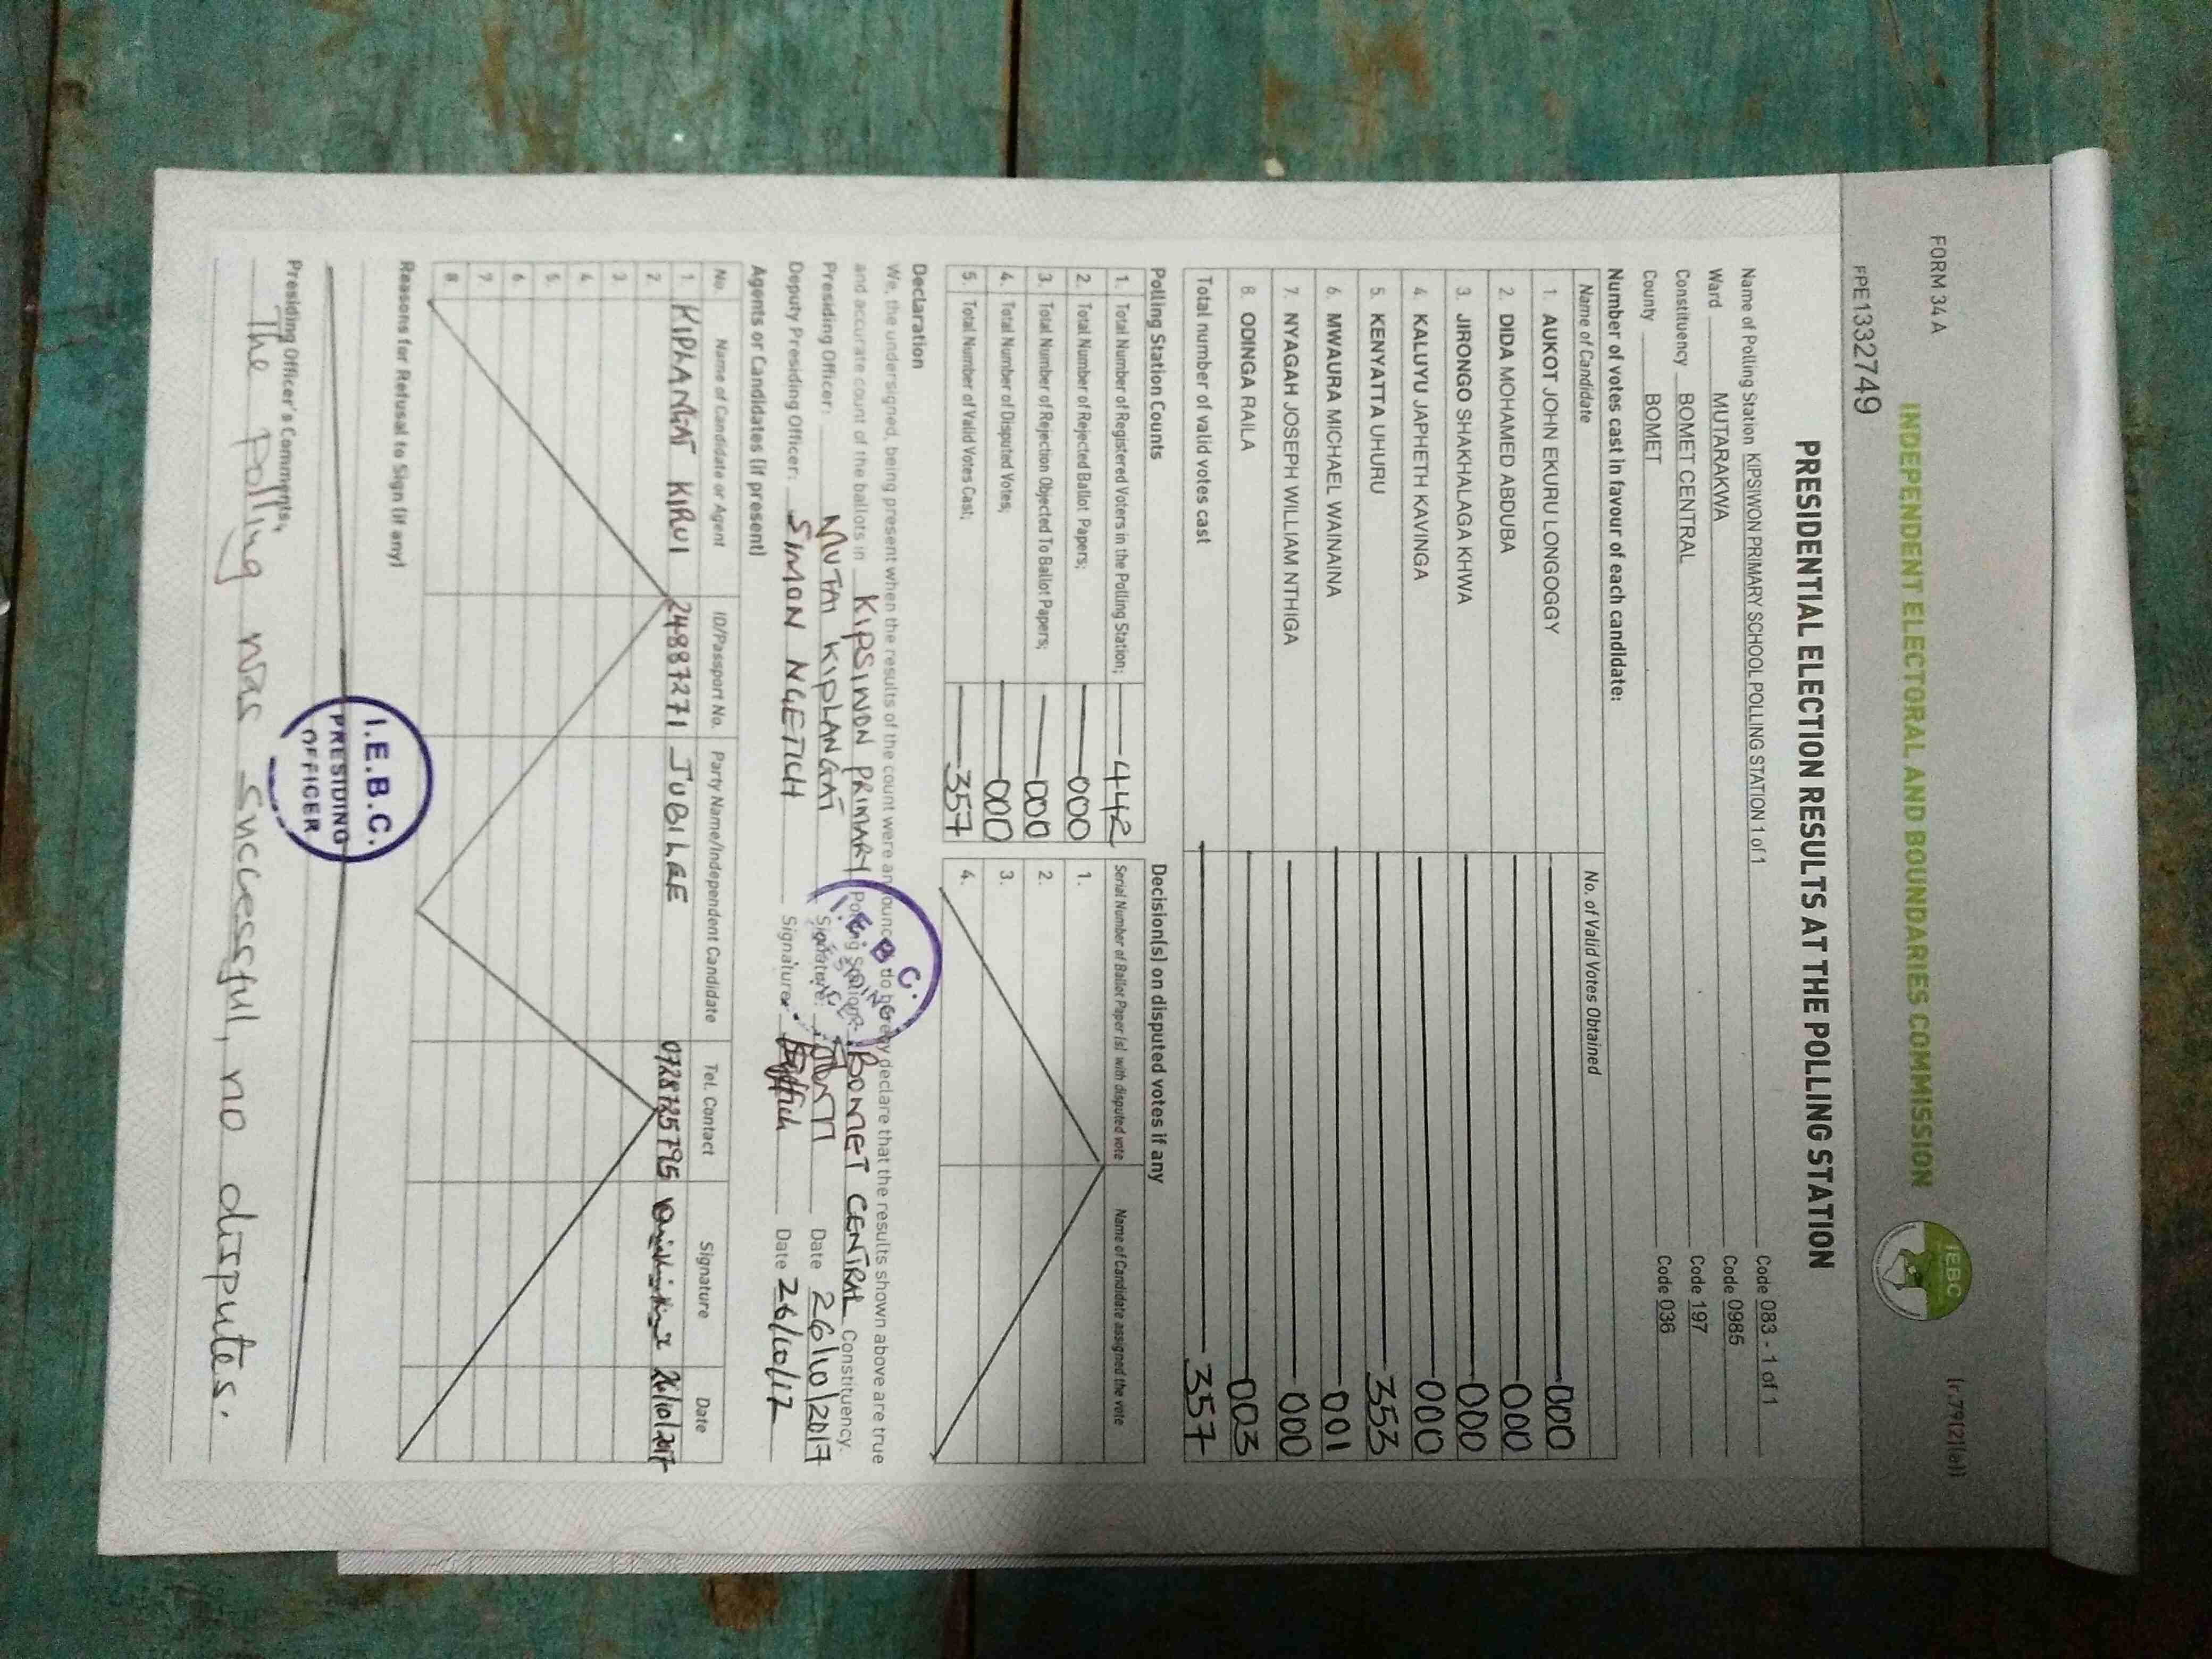 FORM 34 A
(r.79(2)(a))
INDEPENDENT ELECTORAL AND BOUNDARIES COMMISSION
IEBC
FPE1332749
PRESIDENTIAL ELECTION RESULTS AT THE POLLING STATION
Name of Polling Station KIPSIWON PRIMARY SCHOOL POLLING STATION 1 of 1 Code 083 - 1 of 1
Ward MUTARAKWA Code 0985
Constituency BOMET CENTRAL Code 197
County BOMET Code 036
Number of votes cast in favour of each candidate:
Name of Candidate No. of Valid Votes Obtained
1. AUKOT JOHN EKURU LONGOGGY 000
2. DIDA MOHAMED ABDUBA 000
3. JIRONGO SHAKHALAGA KHWA 000
4. KALUYU JAPHETH KAVINGA 000
5. KENYATTA UHURU 353
6. MWAURA MICHAEL WAINAINA 001
7. NYAGAH JOSEPH WILLIAM NTHIGA 000
8. ODINGA RAILA 003
Total number of valid votes cast 357
Polling Station Counts Decision(s) on disputed votes if any
1. Total Number of Registered Voters in the Polling Station; 442 Serial Number of Ballot Paper (s) with disputed vote Name of Candidate assigned the vote
2. Total Number of Rejected Ballot Papers; 000 1.
3. Total Number of Rejection Objected To Ballot Papers; 000 2.
4. Total Number of Disputed Votes; 000 3.
5. Total Number of Valid Votes Cast; 357 4.
Declaration
We, the undersigned, being present when the results of the count were announced, do hereby declare that the results shown above are true
and accurate count of the ballots in KIPSIWON PRIMARY Polling Station, BOMET CENTRAL Constituency.
Presiding Officer: MUTAI KIPLANGAT Signature: Date 26/10/2017
Deputy Presiding Officer: SIMON NGETICH Signature: Date 26/10/17
I.E.B.C.
Agents or Candidates (if present)
No. Name of Candidate or Agent ID/Passport No. Party Name/Independent Candidate Tel. Contact Signature Date
1 KIPLANGAT KIRUI 24887271 JUBILEE 0728725795 26/10/2017
2
3
4
5
6
7
8
Reasons for Refusal to Sign (if any)
I.E.B.C.
PRESIDING
OFFICER
Presiding Officer's Comments,
The polling was successful, no disputes.